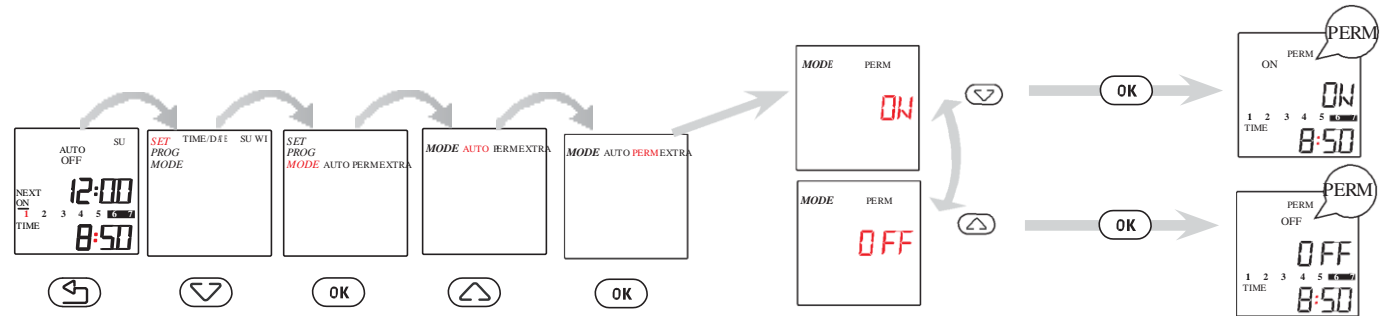 SU
AUTO
OFF
12:00
NEXT
ON
1 2 3 4 5 6 7
TIME
8:50
SET TIME/DATE SU WI
PROG
MODE
SET
PROG
MODE AUTO PERM EXTRA
OK
MODE AUTO PERM EXTRA
MODE AUTO PERM EXTRA
OK
MODE PERM
ON
MODE PERM
OFF
OK
OK
PERM
PERM
ON
ON
1 2 3 4 5 6 7
TIME
8:50
PERM
PERM
OFF
OFF
1 2 3 4 5 6 7
TIME
8:50